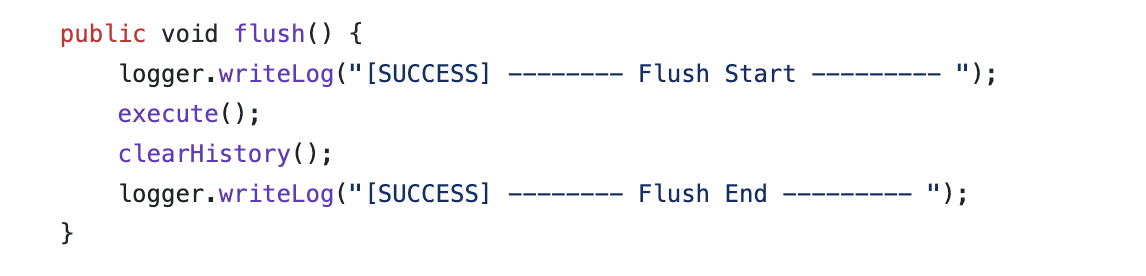 public void flush() {
    logger.writeLog("[SUCCESS] -------- Flush Start --------- ");
    execute();
    clearHistory();
    logger.writeLog("[SUCCESS] -------- Flush End --------- ");
}